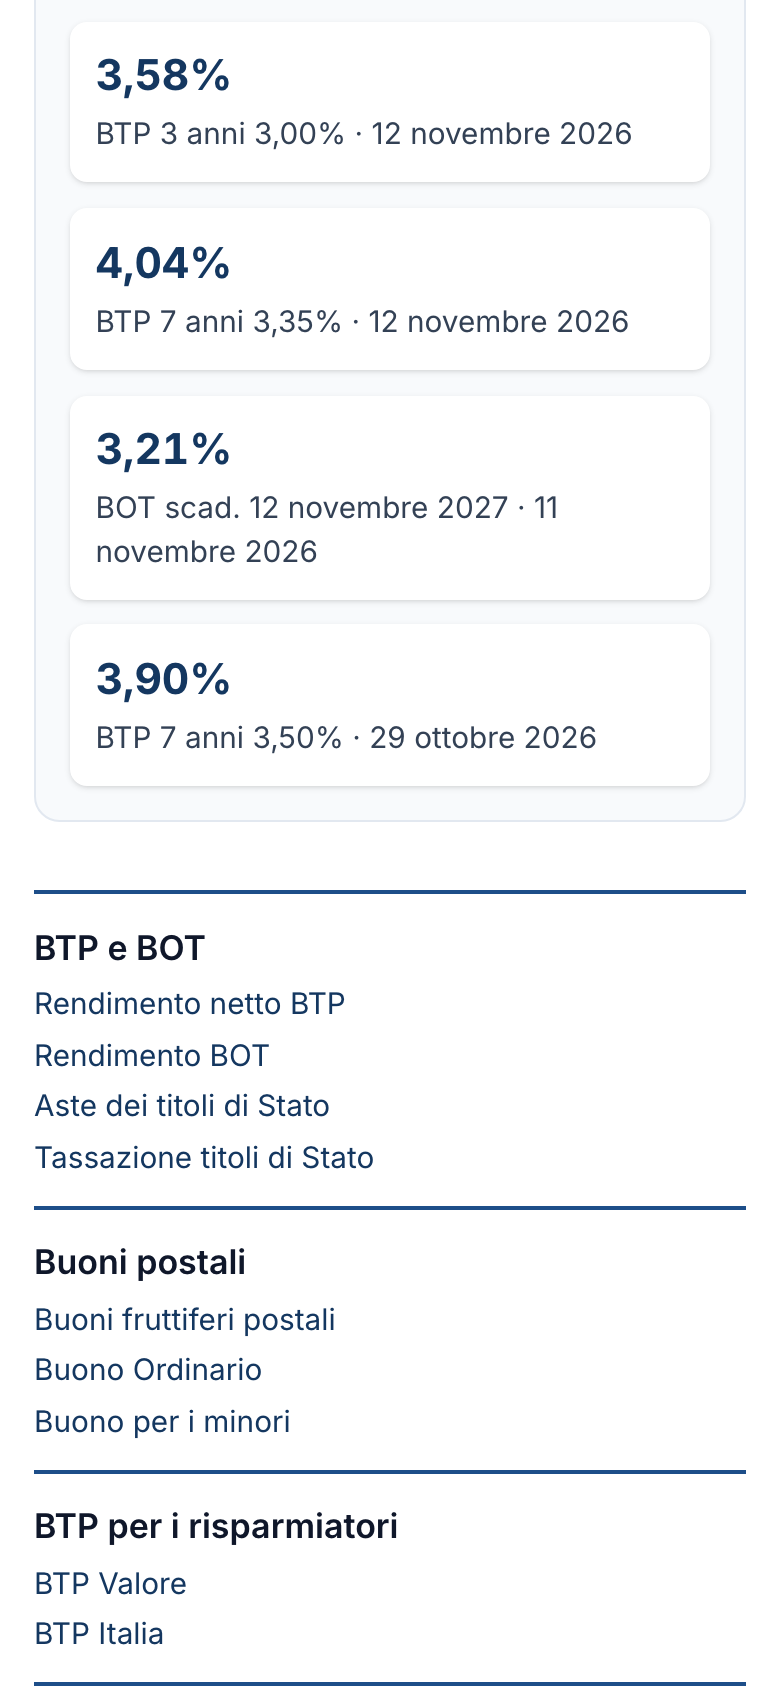 3,58%
BTP 3 anni 3,00% · 12 novembre 2026
4,04%
BTP 7 anni 3,35% · 12 novembre 2026
3,21%
BOT scad. 12 novembre 2027 · 11
novembre 2026
3,90%
BTP 7 anni 3,50% · 29 ottobre 2026
BTP e BOT
Rendimento netto BTP
Rendimento BOT
Aste dei titoli di Stato
Tassazione titoli di Stato
Buoni postali
Buoni fruttiferi postali
Buono Ordinario
Buono per i minori
BTP per i risparmiatori
BTP Valore
BTP Italia